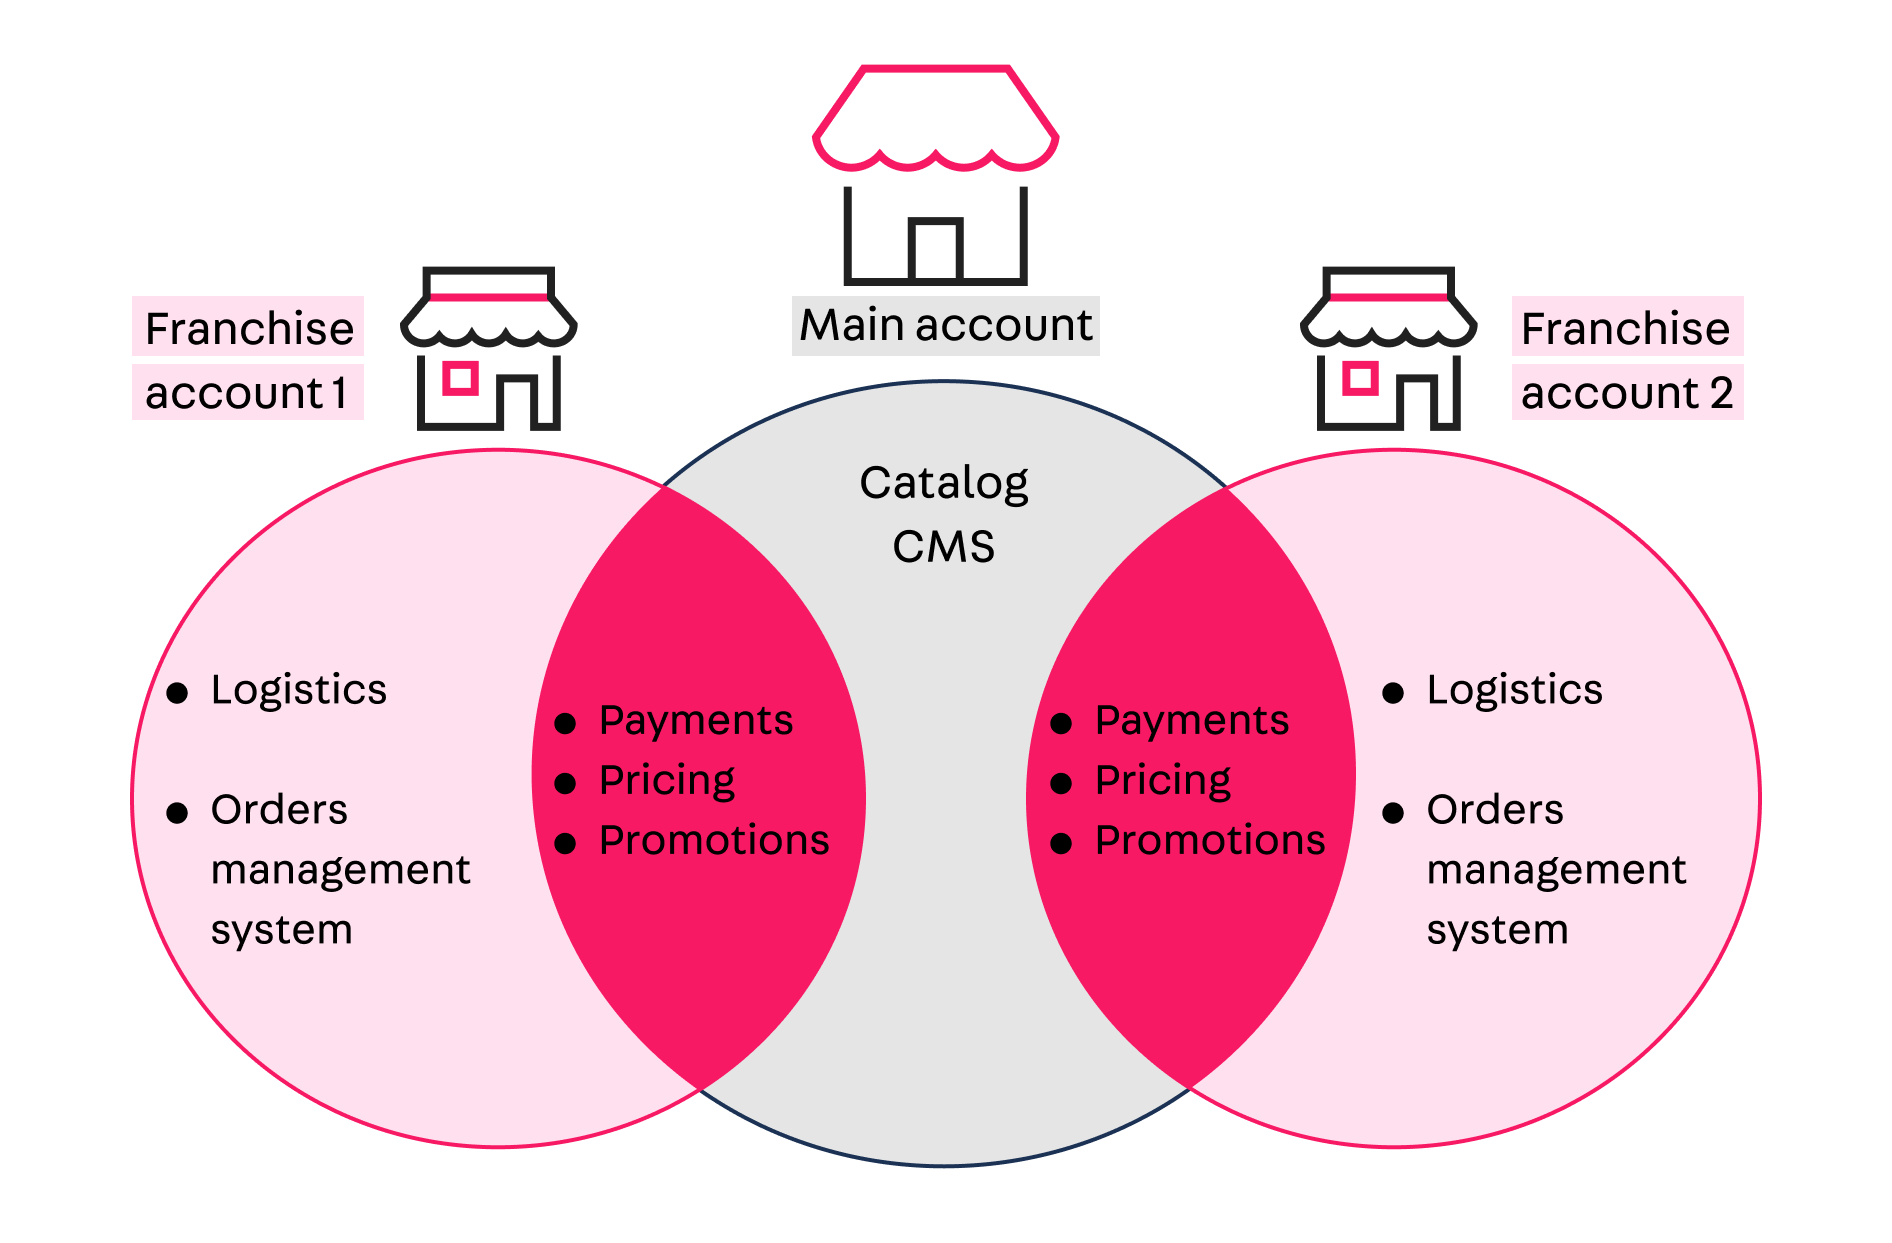 Main account
Franchise
account 1
Franchise
account 2
Catalog
CMS
● Logistics
● Orders
management
system
● Payments
● Pricing
● Promotions
● Payments
● Pricing
● Promotions
● Logistics
● Orders
management
system